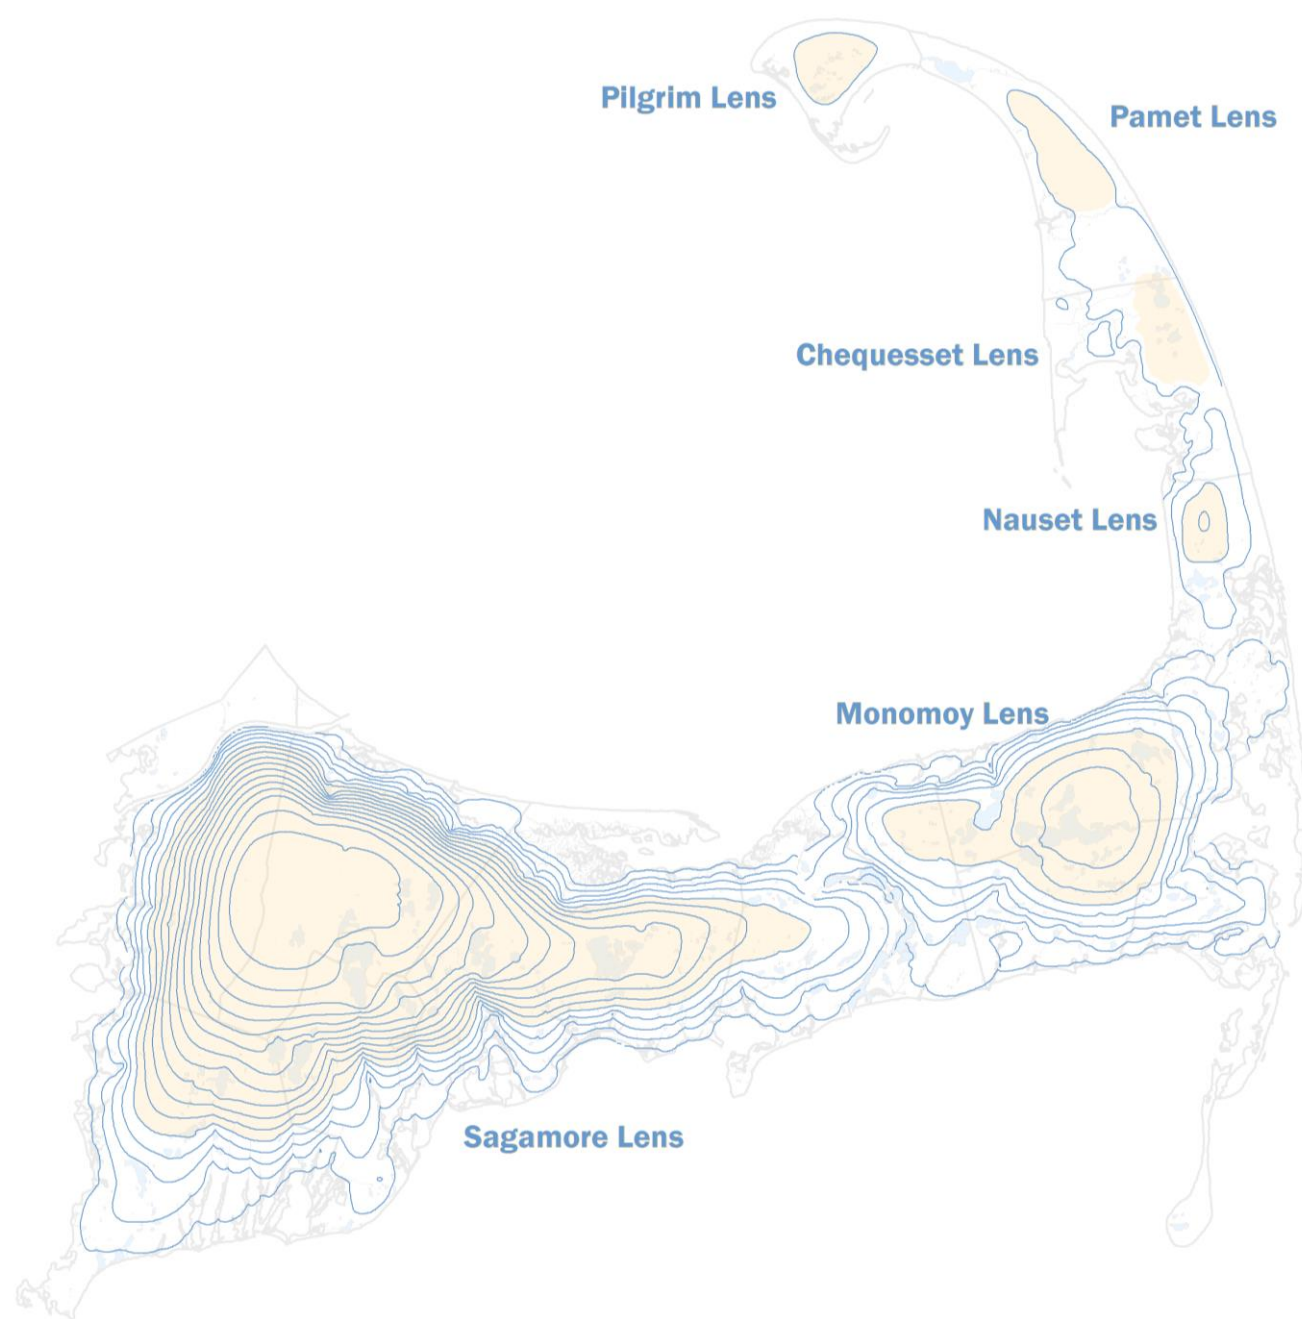 Pilgrim Lens
Pamet Lens
Chequesset Lens
Nauset Lens
Monomoy Lens
Sagamore Lens